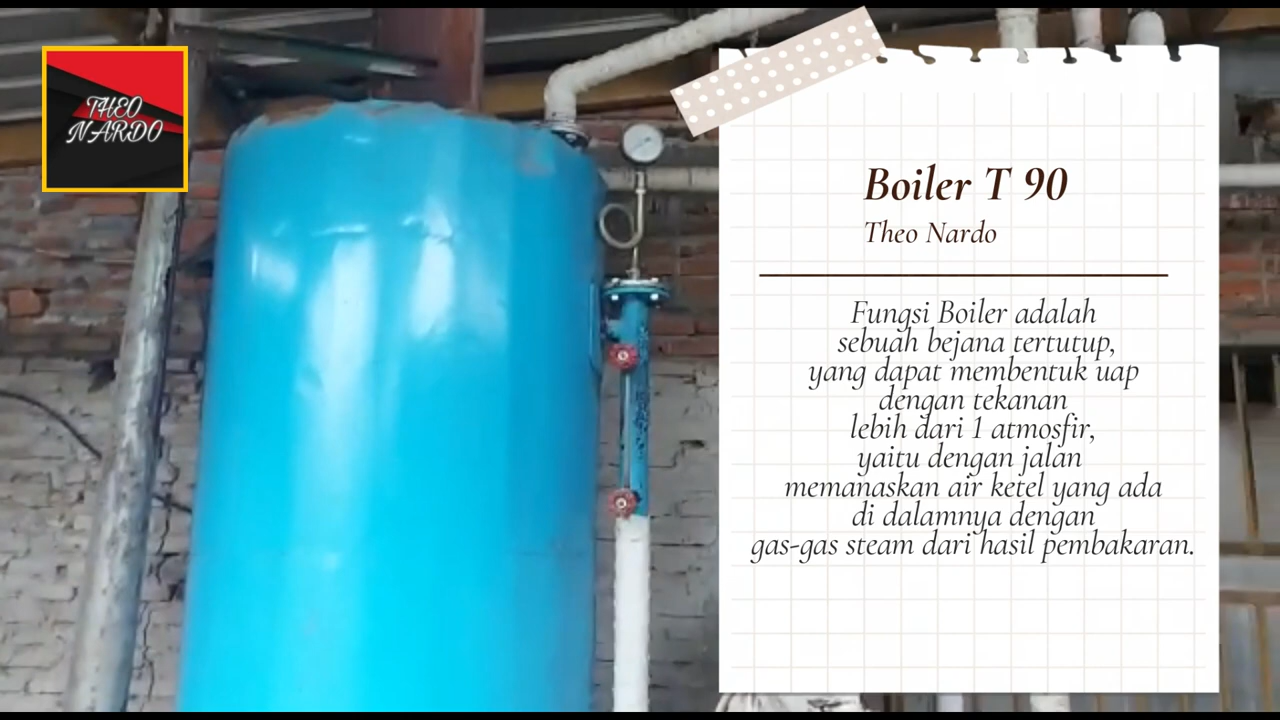 THEO
NARDO
Boiler T 90
Theo Nardo
Fungsi Boiler adalah
sebuah bejana tertutup,
yang dapat membentuk uap
dengan tekanan
lebih dari 1 atmosfir,
yaitu dengan jalan
memanaskan air ketel yang ada
di dalamnya dengan
gas-gas steam dari hasil pembakaran.